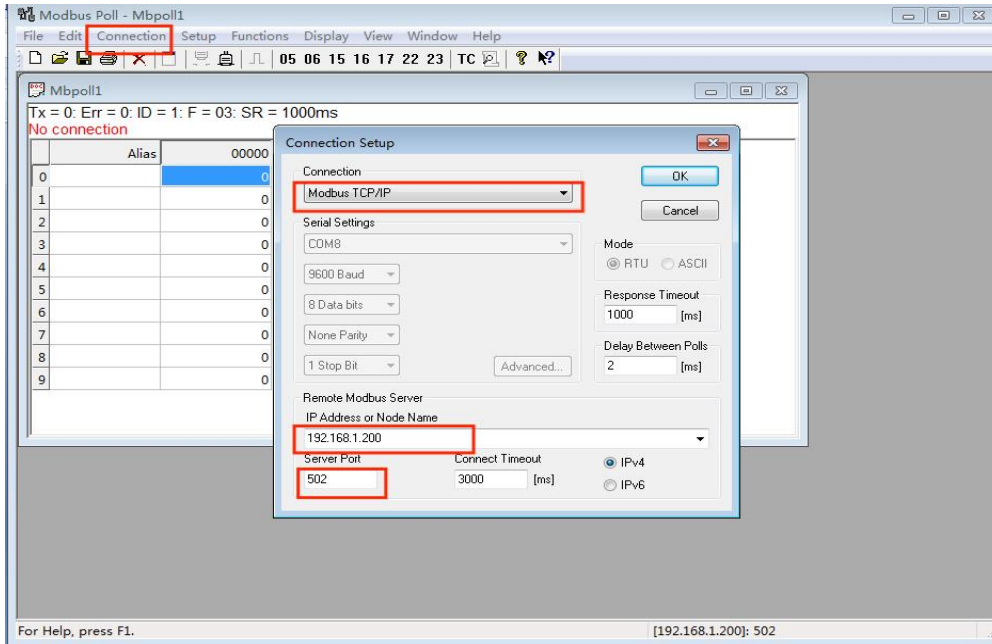 Modbus Poll - Mbpoll1
File Edit Connection Setup Functions Display View Window Help
05 06 15 16 17 22 23 TC
Mbpoll1
Tx = 0: Err = 0: ID = 1: F = 03: SR = 1000ms
No connection
Alias 00000
0 0
1 0
2 0
3 0
4 0
5 0
6 0
7 0
8 0
9 0
Connection Setup
Connection
Modbus TCP/IP
OK
Cancel
Serial Settings
COM8
9600 Baud
8 Data bits
None Parity
1 Stop Bit
Advanced...
Mode
RTU ASCII
Response Timeout
1000 [ms]
Delay Between Polls
2 [ms]
Remote Modbus Server
IP Address or Node Name
192.168.1.200
Server Port Connect Timeout
502 3000 [ms]
IPv4
IPv6
For Help, press F1. [192.168.1.200]: 502